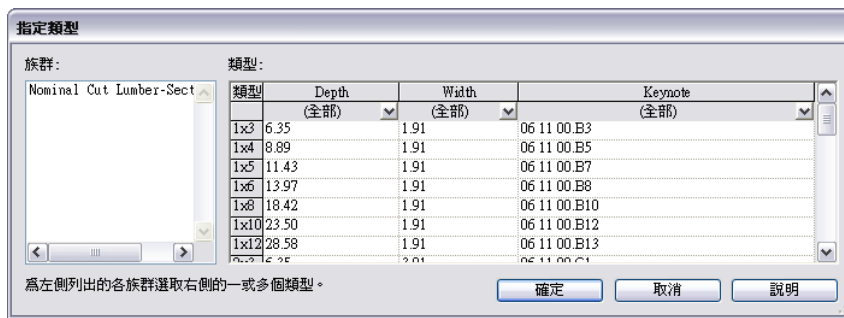 指定類型
族群: 類型:
Nominal Cut Lumber-Sect 類型 Depth Width Keynote
(全部) (全部) (全部)
1x3 6.35 1.91 06 11 00.B3
1x4 8.89 1.91 06 11 00.B5
1x5 11.43 1.91 06 11 00.B7
1x6 13.97 1.91 06 11 00.B8
1x8 18.42 1.91 06 11 00.B10
1x10 23.50 1.91 06 11 00.B12
1x12 28.58 1.91 06 11 00.B13
爲左側列出的各族群選取右側的一或多個類型。 確定 取消 説明